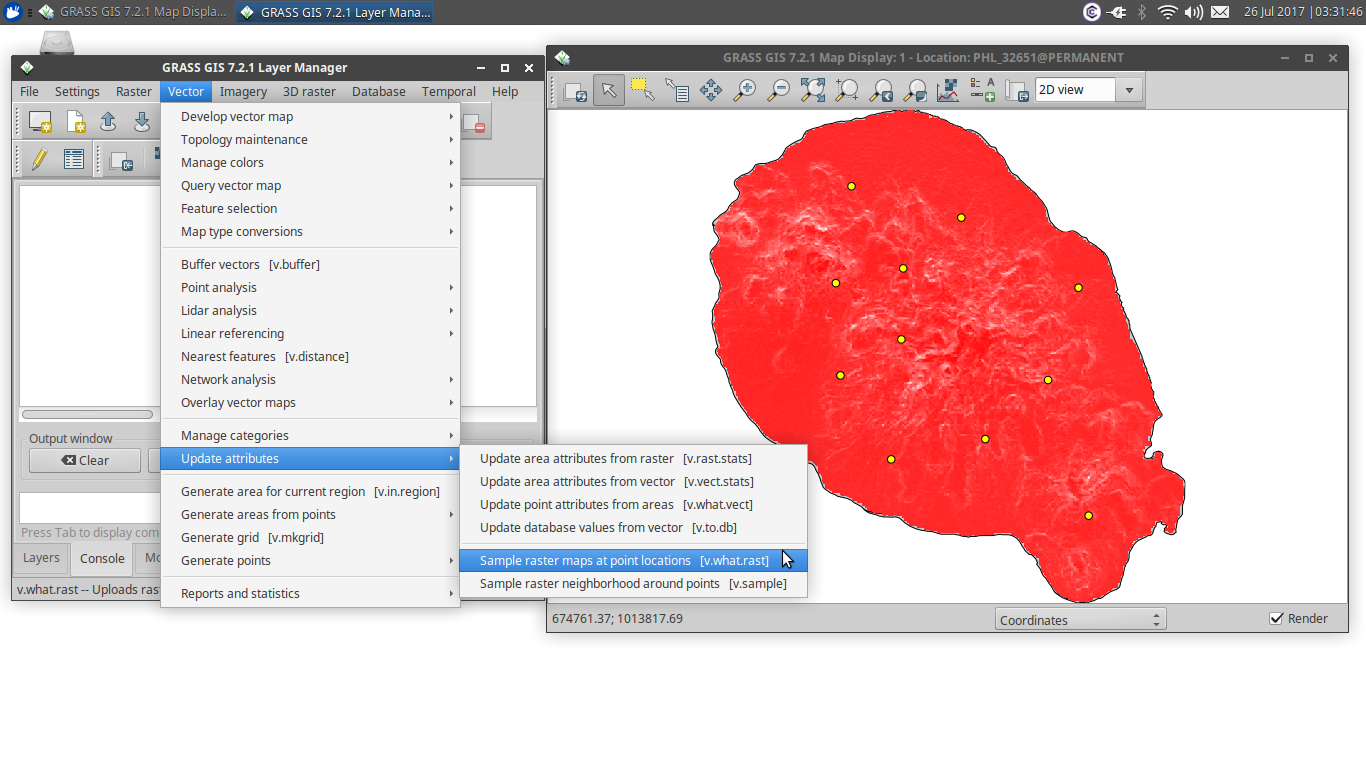 GRASS GIS 7.2.1 Map Displa...
GRASS GIS 7.2.1 Layer Mana...
26 Jul 2017 |03:31:46
GRASS GIS 7.2.1 Layer Manager
File Settings Raster Vector Imagery 3D raster Database Temporal Help
Develop vector map
Topology maintenance
Manage colors
Query vector map
Feature selection
Map type conversions
Buffer vectors [v.buffer]
Point analysis
Lidar analysis
Linear referencing
Nearest features [v.distance]
Network analysis
Overlay vector maps
Manage categories
Update attributes
Generate area for current region [v.in.region]
Generate areas from points
Generate grid [v.mkgrid]
Generate points
Reports and statistics
Update area attributes from raster [v.rast.stats]
Update area attributes from vector [v.vect.stats]
Update point attributes from areas [v.what.vect]
Update database values from vector [v.to.db]
Sample raster maps at point locations [v.what.rast]
Sample raster neighborhood around points [v.sample]
Output window
Clear
Press Tab to display com
Layers Console Mo
v.what.rast -- Uploads ras
GRASS GIS 7.2.1 Map Display: 1 - Location: PHL_32651@PERMANENT
A
2D view
674761.37; 1013817.69
Coordinates
Render